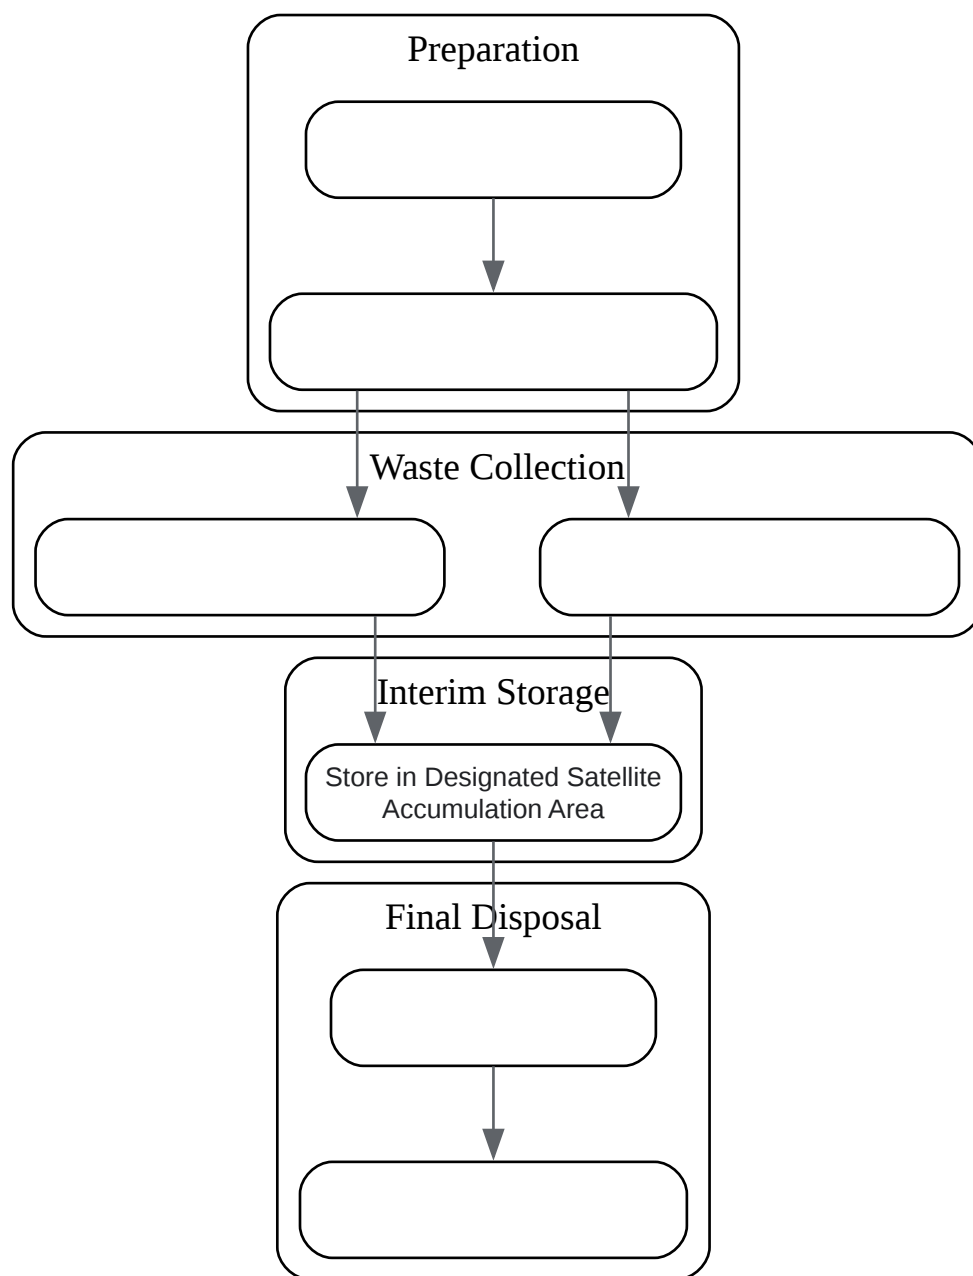 Preparation
Waste Collection
Interim Storage
Store in Designated Satellite
Accumulation Area
Final Disposal